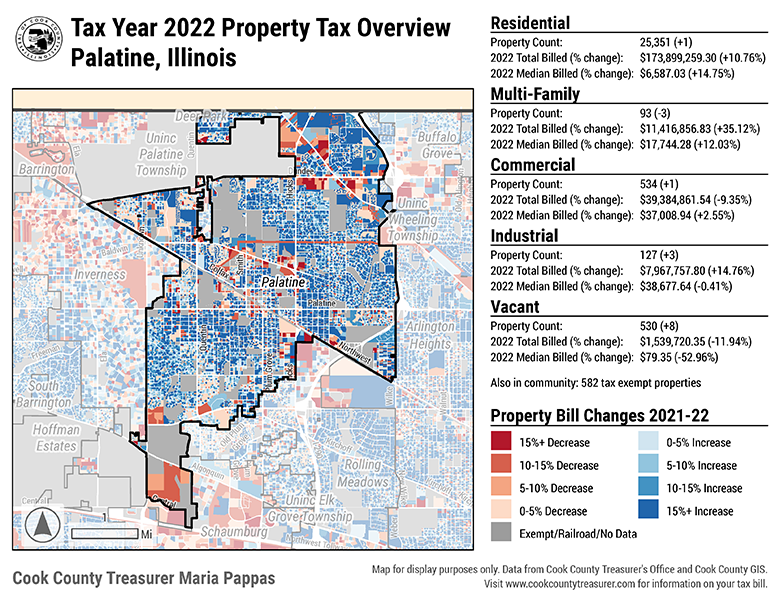 Tax Year 2022 Property Tax Overview
Palatine, Illinois
Deer Park
Uninc
Palatine
Township
Barrington
Buffalo
Grove
Uninc
Wheeling
Township
Baldwin
Inverness
Colfax
Smith
Palatine
Palatine
Quentin
Arlington
Heights
Northwest
South
Barrington
Hoffman
Estates
Algonquin
Rolling
Meadows
Central
Central
Uninc Elk
Grove Township
Schaumburg
Mi
Residential
Property Count: 25,351 (+1)
2022 Total Billed (% change): $173,899,259.30 (+10.76%)
2022 Median Billed (% change): $6,587.03 (+14.75%)
Multi-Family
Property Count: 93 (-3)
2022 Total Billed (% change): $11,416,856.83 (+35.12%)
2022 Median Billed (% change): $17,744.28 (+12.03%)
Commercial
Property Count: 534 (+1)
2022 Total Billed (% change): $39,384,861.54 (-9.35%)
2022 Median Billed (% change): $37,008.94 (+2.55%)
Industrial
Property Count: 127 (+3)
2022 Total Billed (% change): $7,967,757.80 (+14.76%)
2022 Median Billed (% change): $38,677.64 (-0.41%)
Vacant
Property Count: 530 (+8)
2022 Total Billed (% change): $1,539,720.35 (-11.94%)
2022 Median Billed (% change): $79.35 (-52.96%)
Also in community: 582 tax exempt properties
Property Bill Changes 2021-22
15%+ Decrease
10-15% Decrease
5-10% Decrease
0-5% Decrease
0-5% Increase
5-10% Increase
10-15% Increase
15%+ Increase
Exempt/Railroad/No Data
Cook County Treasurer Maria Pappas
Map for display purposes only. Data from Cook County Treasurer's Office and Cook County GIS.
Visit www.cookcountytreasurer.com for information on your tax bill.